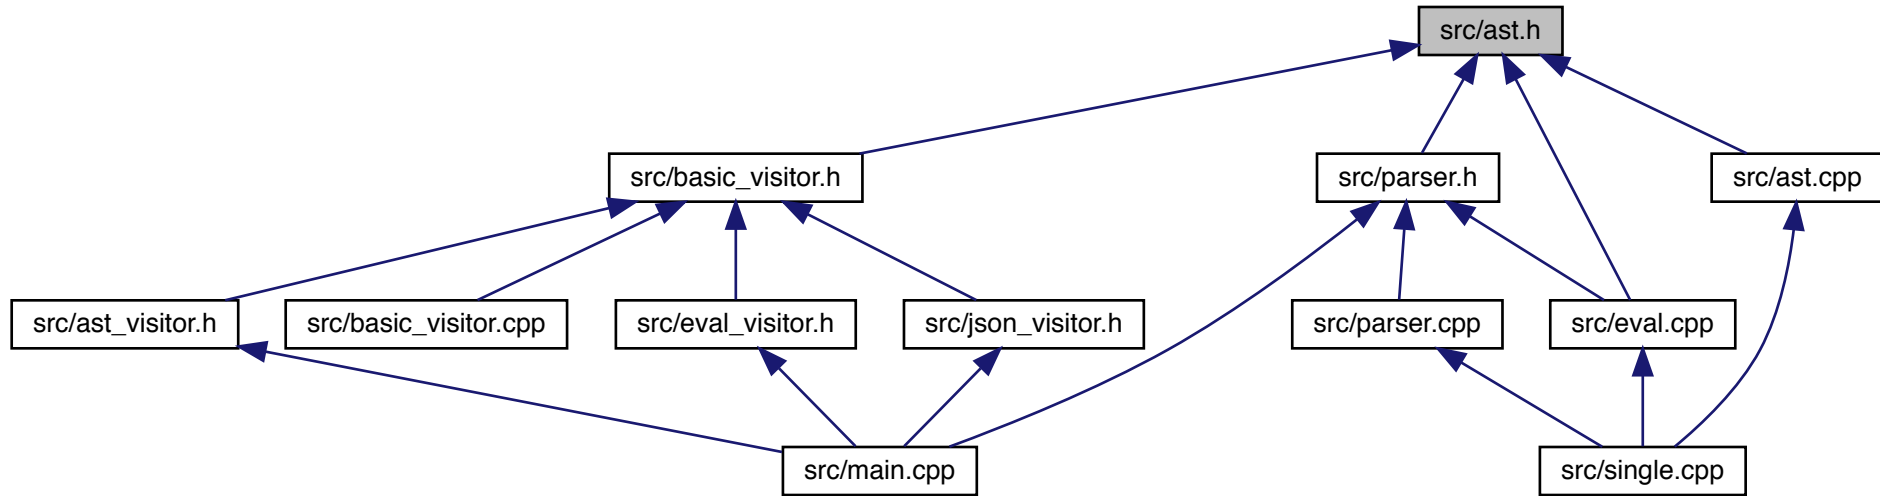 src/ast.h
src/basic_visitor.h
src/parser.h
src/ast.cpp
src/ast_visitor.h
src/basic_visitor.cpp
src/eval_visitor.h
src/json_visitor.h
src/parser.cpp
src/eval.cpp
src/main.cpp
src/single.cpp